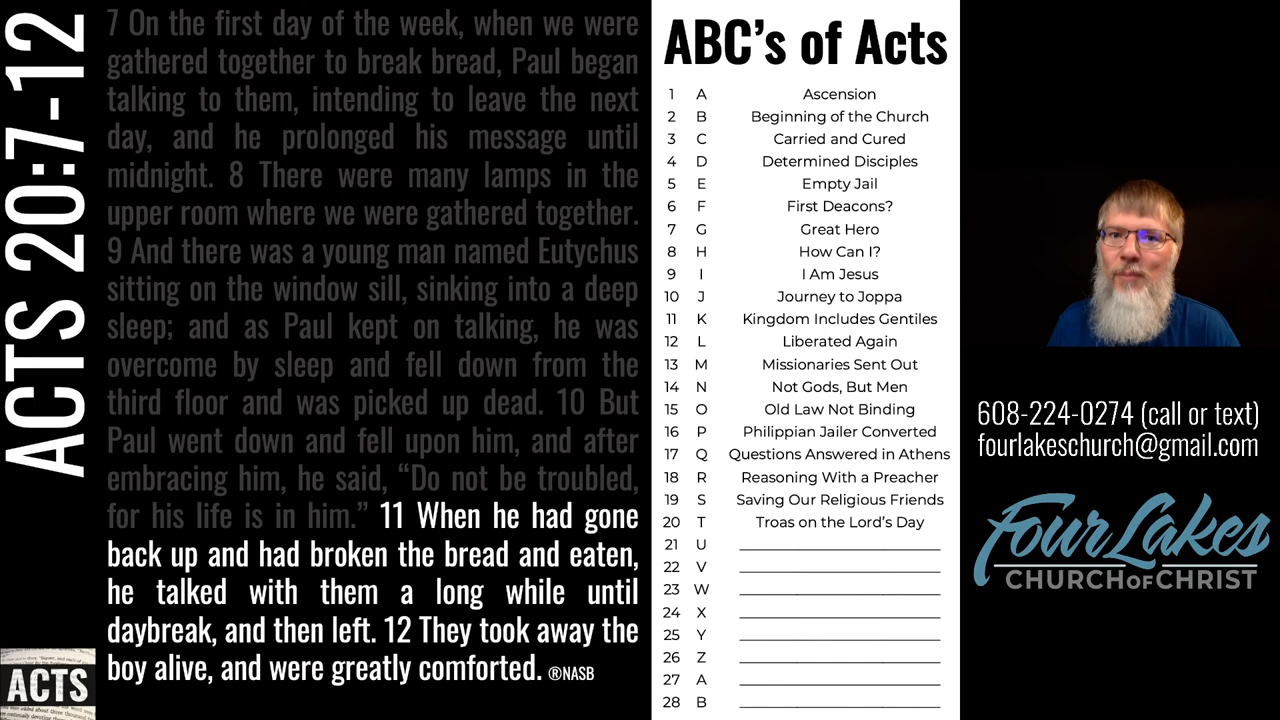 ACTS 20:7-12
7 On the first day of the week, when we were
gathered together to break bread, Paul began
talking to them, intending to leave the next
day, and he prolonged his message until
midnight. 8 There were many lamps in the
upper room where we were gathered together.
9 And there was a young man named Eutychus
sitting on the window sill, sinking into a deep
sleep; and as Paul kept on talking, he was
overcome by sleep and fell down from the
third floor and was picked up dead. 10 But
Paul went down and fell upon him, and after
embracing him, he said, “Do not be troubled,
for his life is in him.” 11 When he had gone
back up and had broken the bread and eaten,
he talked with them a long while until
daybreak, and then left. 12 They took away the
boy alive, and were greatly comforted. ®NASB
ACTS
ABC’s of Acts
1 A Ascension
2 B Beginning of the Church
3 C Carried and Cured
4 D Determined Disciples
5 E Empty Jail
6 F First Deacons?
7 G Great Hero
8 H How Can I?
9 I I Am Jesus
10 J Journey to Joppa
11 K Kingdom Includes Gentiles
12 L Liberated Again
13 M Missionaries Sent Out
14 N Not Gods, But Men
15 O Old Law Not Binding
16 P Philippian Jailer Converted
17 Q Questions Answered in Athens
18 R Reasoning With a Preacher
19 S Saving Our Religious Friends
20 T Troas on the Lord’s Day
21 U
22 V
23 W
24 X
25 Y
26 Z
27 A
28 B
608-224-0274 (call or text)
fourlakeschurch@gmail.com
Four Lakes
CHURCH OF CHRIST